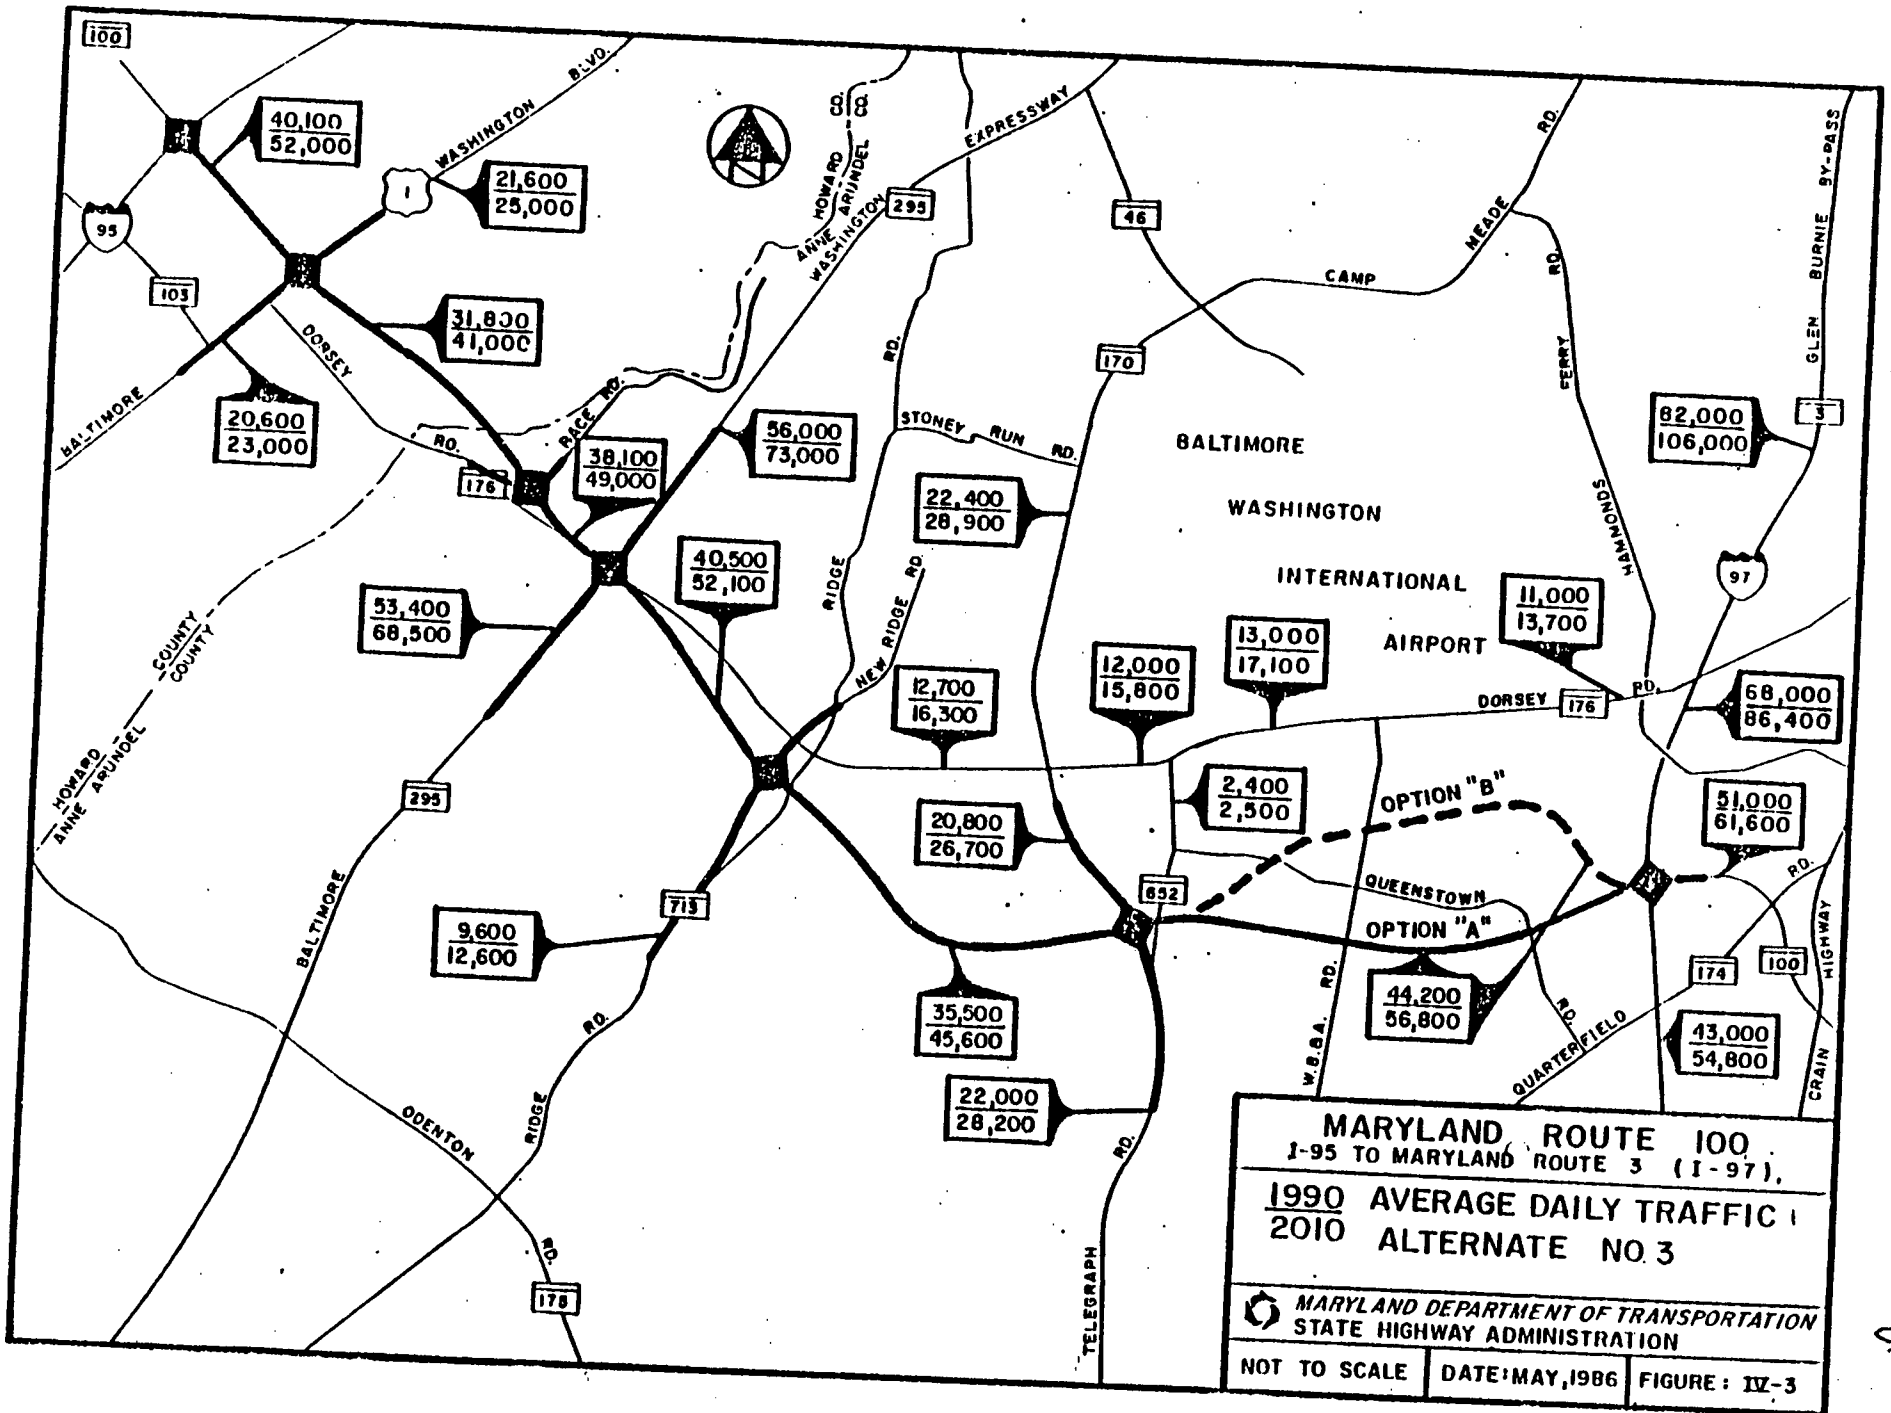 100
40,100
52,000
WASHINGTON BLVD.
1
21,600
25,000
95
103
HOWARD CO.
ANNE ARUNDEL CO.
WASHINGTON EXPRESSWAY
295
46
MEADE RD.
CAMP
GLEN BURNIE BY-PASS
31,800
41,000
DORSEY RD.
BALTIMORE
20,600
23,000
RACE RD.
176
38,100
49,000
56,000
73,000
RD.
STONEY RUN RD.
170
BALTIMORE
WASHINGTON
INTERNATIONAL
AIRPORT
FERRY RD.
HAMMONDS
82,000
106,000
3
97
22,400
28,900
40,500
52,100
53,400
68,500
RIDGE
NEW RIDGE RD.
12,700
16,300
12,000
15,800
13,000
17,100
11,000
13,700
DORSEY RD.
176
68,000
86,400
HOWARD COUNTY
ANNE ARUNDEL COUNTY
295
BALTIMORE
713
9,600
12,600
20,800
26,700
2,400
2,500
652
OPTION "B"
QUEENSTOWN RD.
OPTION "A"
51,000
61,600
RD.
174
100
CRAIN HIGHWAY
44,200
56,800
43,000
54,800
W.B.&A. RD.
QUARTERFIELD
35,500
45,600
22,000
28,200
RIDGE RD.
ODENTON RD.
175
TELEGRAPH RD.
MARYLAND ROUTE 100
I-95 TO MARYLAND ROUTE 3 (I-97).
1990 AVERAGE DAILY TRAFFIC
2010 ALTERNATE NO. 3
MARYLAND DEPARTMENT OF TRANSPORTATION
STATE HIGHWAY ADMINISTRATION
NOT TO SCALE
DATE: MAY, 1986
FIGURE: IV-3